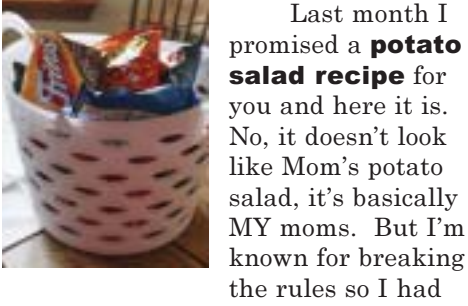 Last month I
promised a potato
salad recipe for
you and here it is.
No, it doesn't look
like Mom's potato
salad, it's basically
MY moms.  But I'm
known for breaking
the rules so I had
Fritos